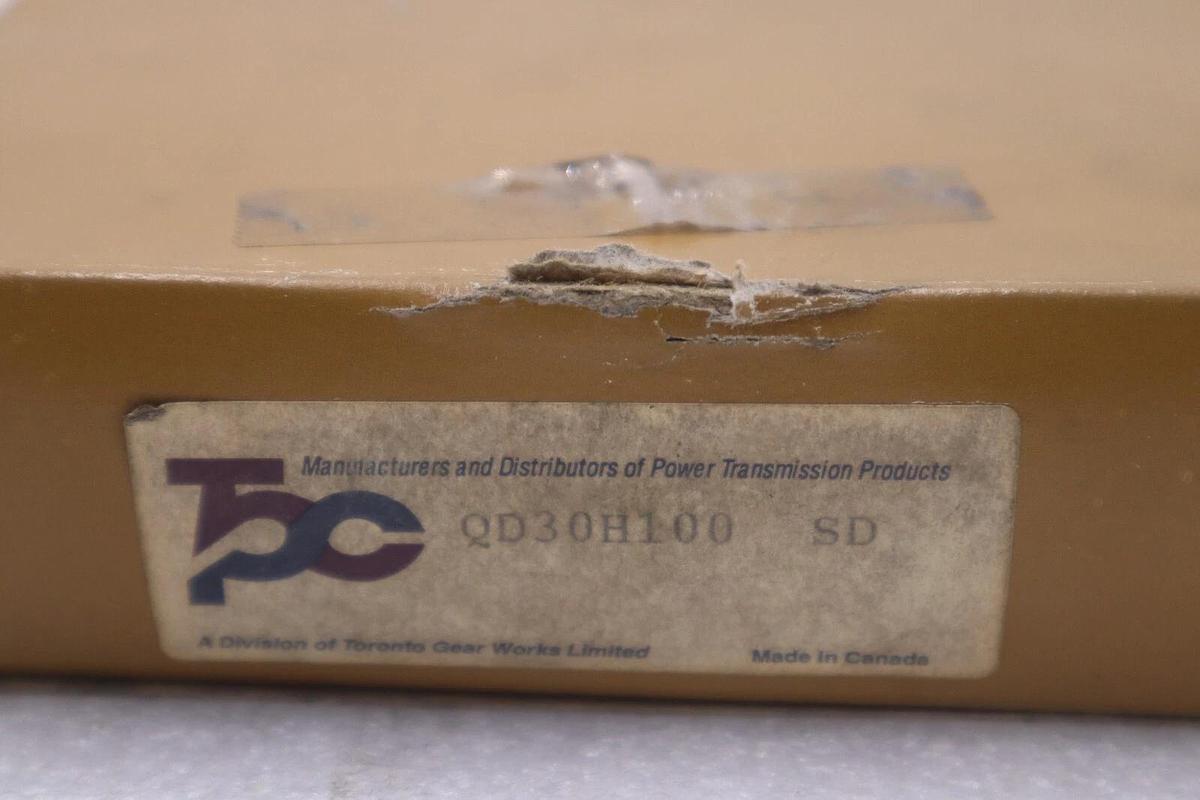 Manufacturers and Distributors of Power Transmission Products
TPC
QD30H100 SD
A Division of Toronto Gear Works Limited
Made in Canada